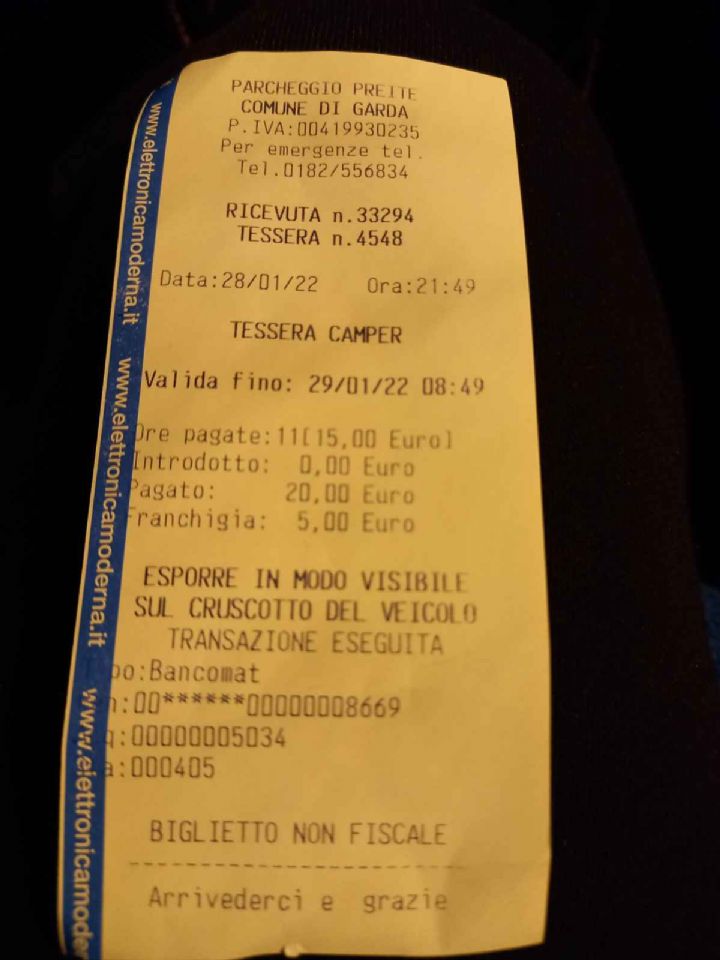 PARCHEGGIO PREITE
COMUNE DI GARDA
P.IVA:00419930235
Per emergenze tel.
Tel.0182/556834
RICEVUTA n.33294
TESSERA n.4548
Data:28/01/22 Ora:21:49
TESSERA CAMPER
Valida fino: 29/01/22 08:49
Ore pagate:11[15,00 Euro]
Introdotto: 0,00 Euro
Pagato: 20,00 Euro
Franchigia: 5,00 Euro
ESPORRE IN MODO VISIBILE
SUL CRUSCOTTO DEL VEICOLO
TRANSAZIONE ESEGUITA
po:Bancomat
n:00******00000008669
q:00000005034
a:000405
BIGLIETTO NON FISCALE
--------------------------
Arrivederci e grazie
www.elettronicamoderna.it
www.elettronicamoderna.it
www.elettronicamoder